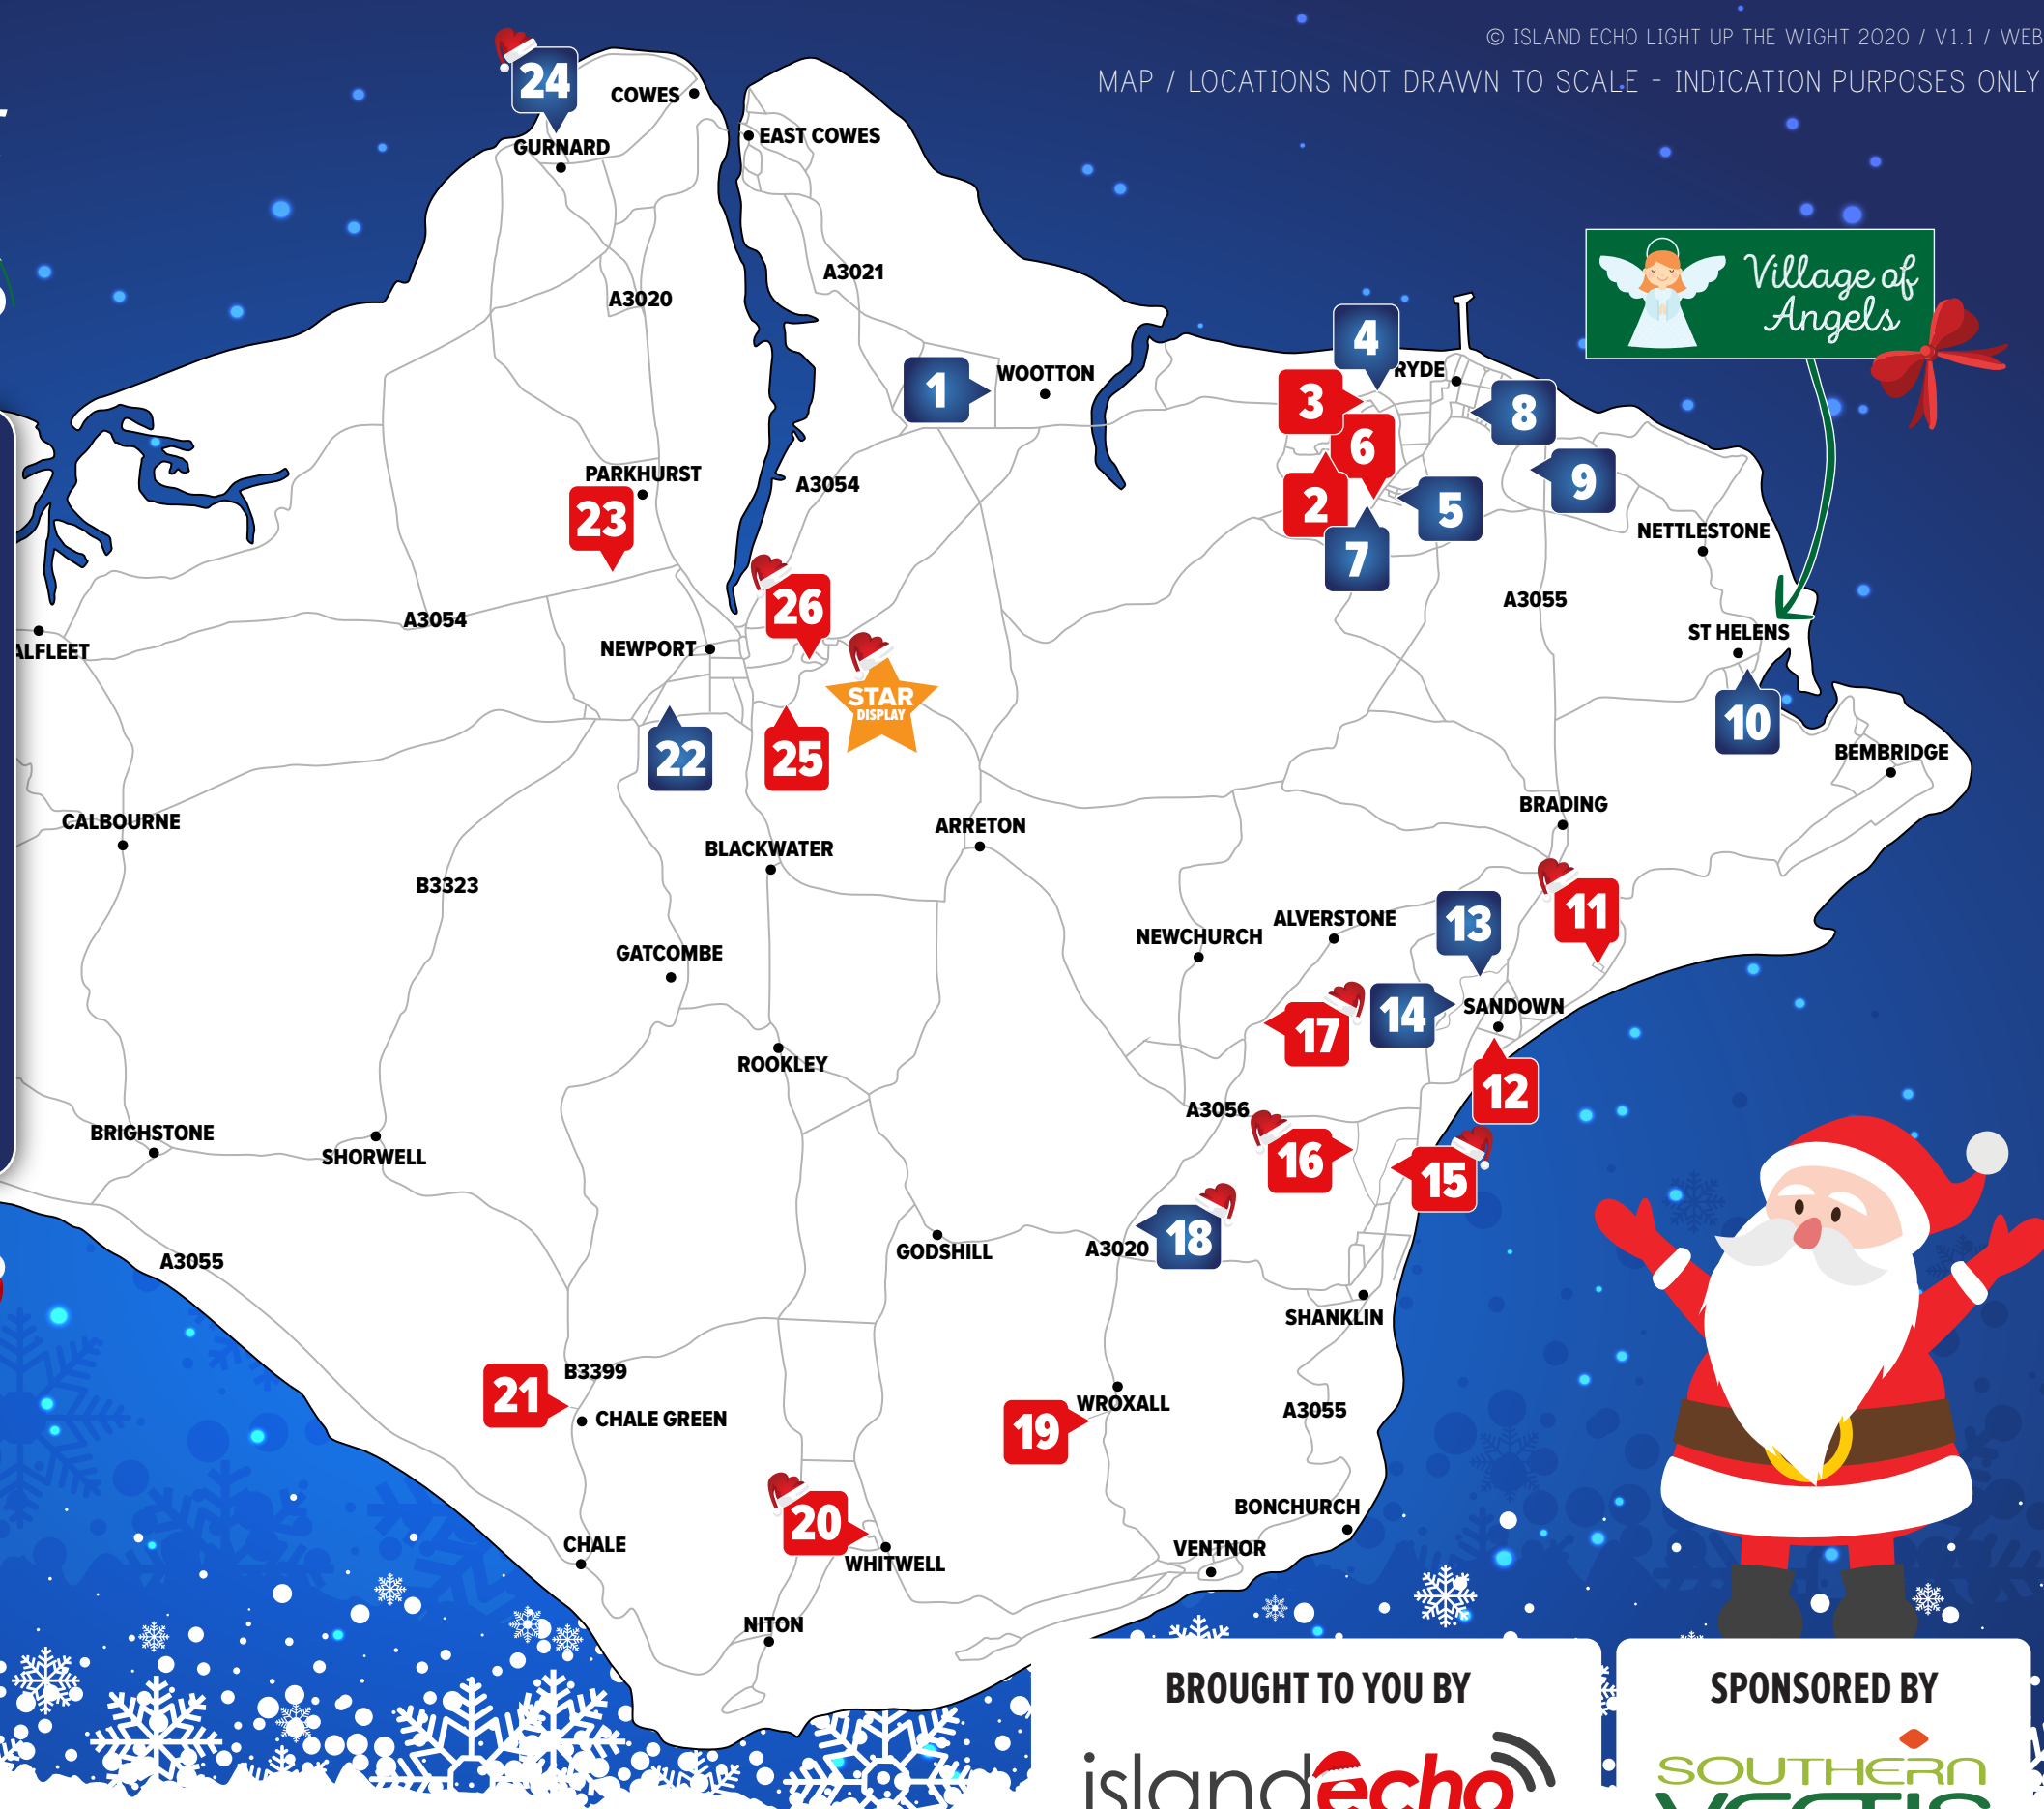 © ISLAND ECHO LIGHT UP THE WIGHT 2020 / V1.1 / WEB
MAP / LOCATIONS NOT DRAWN TO SCALE - INDICATION PURPOSES ONLY
24
COWES
EAST COWES
GURNARD
Village of
Angels
A3021
A3020
4
RYDE
WOOTTON
1
3
8
6
PARKHURST
A3054
9
23
2
5
NETTLESTONE
7
A3055
26
A3054
ST HELENS
NEWPORT
STAR
DISPLAY
10
22
25
BEMBRIDGE
BRADING
CALBOURNE
ARRETON
BLACKWATER
B3323
11
13
ALVERSTONE
NEWCHURCH
GATCOMBE
SANDOWN
14
17
ROOKLEY
12
A3056
BRIGHSTONE
SHORWELL
16
15
18
A3020
GODSHILL
A3055
SHANKLIN
B3399
21
WROXALL
A3055
CHALE GREEN
19
BONCHURCH
20
CHALE
VENTNOR
WHITWELL
NITON
BROUGHT TO YOU BY
SPONSORED BY
islandecho
SOUTHERN